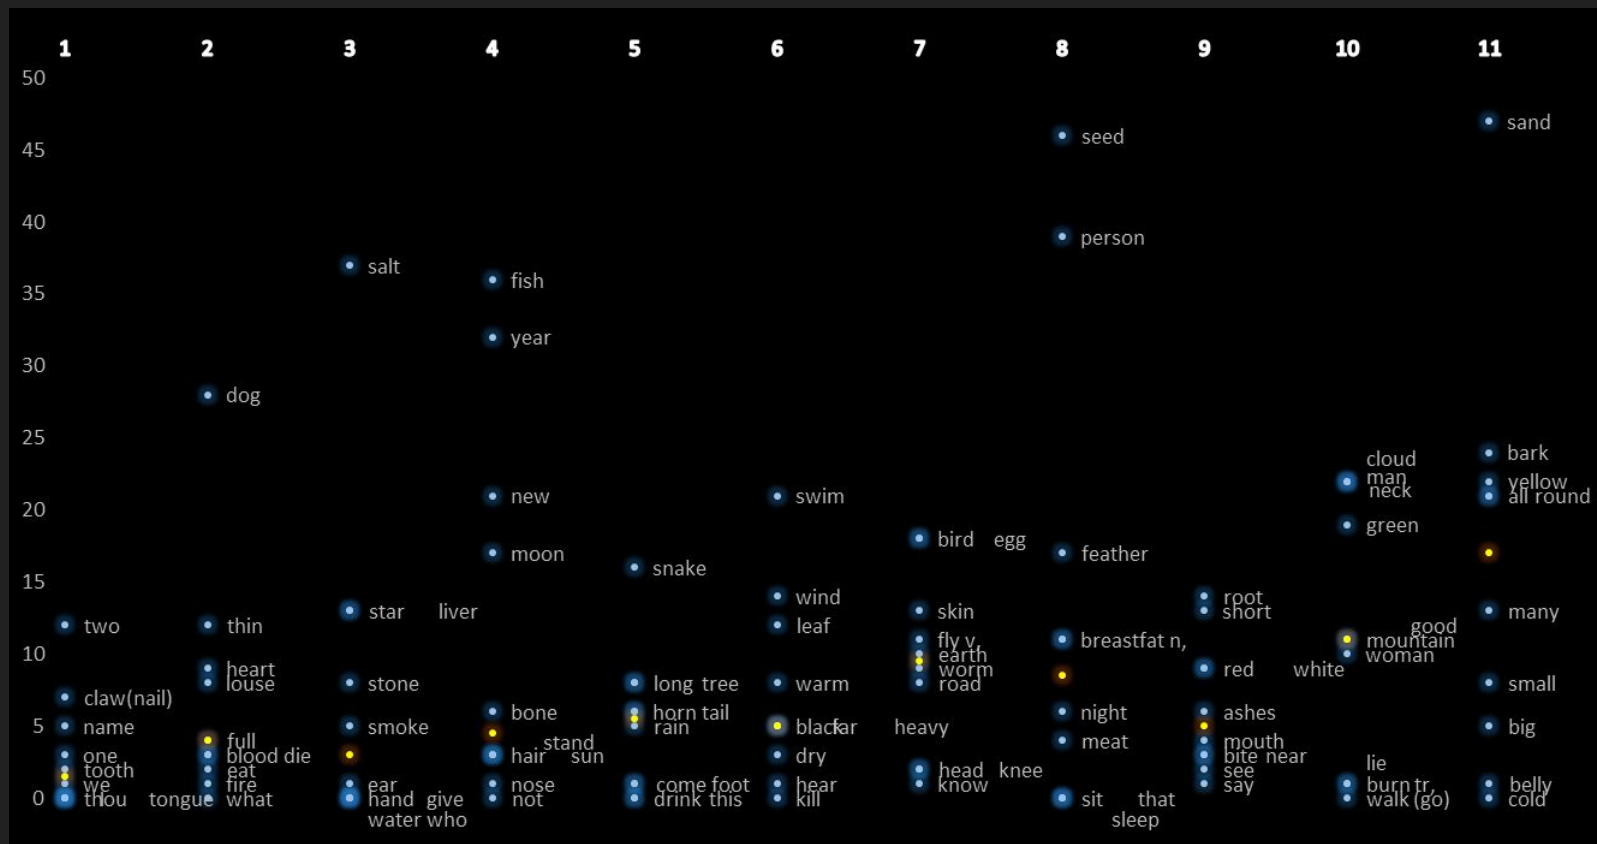 1 2 3 4 5 6 7 8 9 10 11
50
sand
seed
45
40
person
salt
fish
35
year
30
dog
25
bark
cloud
man
yellow
neck
new
swim
all round
20
green
bird egg
moon
feather
15
snake
wind
root
skin
short
many
two
thin
leaf
good
fly v,
breast fat n,
mountain
10
earth
woman
heart
worm
red white
louse
stone
long tree
warm
road
small
claw(nail)
bone
horn tail
night
ashes
5
name
smoke
rain
black far heavy
big
full
stand
meat
mouth
one
blood die
hair sun
dry
bite near
lie
tooth
eat
head knee
see
we
fire
ear
nose
come foot
hear
know
say
burn tr,
belly
0
thou tongue
what
hand give
not
drink this
kill
sit that
walk (go)
cold
water who
sleep